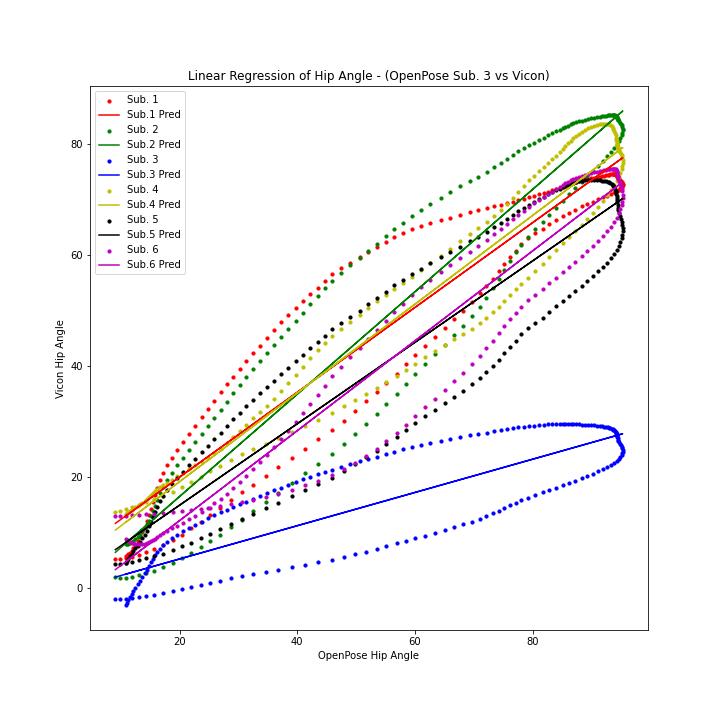 Linear Regression of Hip Angle - (OpenPose Sub. 3 vs Vicon)
Sub. 1
Sub.1 Pred
Sub. 2
Sub.2 Pred
Sub. 3
Sub.3 Pred
Sub. 4
Sub.4 Pred
Sub. 5
Sub.5 Pred
Sub. 6
Sub.6 Pred
80
60
40
20
0
Vicon Hip Angle
20 40 60 80
OpenPose Hip Angle